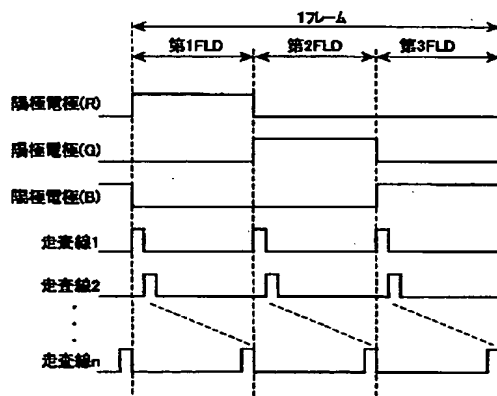 1フレーム
第1FLD 第2FLD 第3FLD
陽極電極(R)
陽極電極(G)
陽極電極(B)
走査線1
走査線2
・
・
・
走査線n